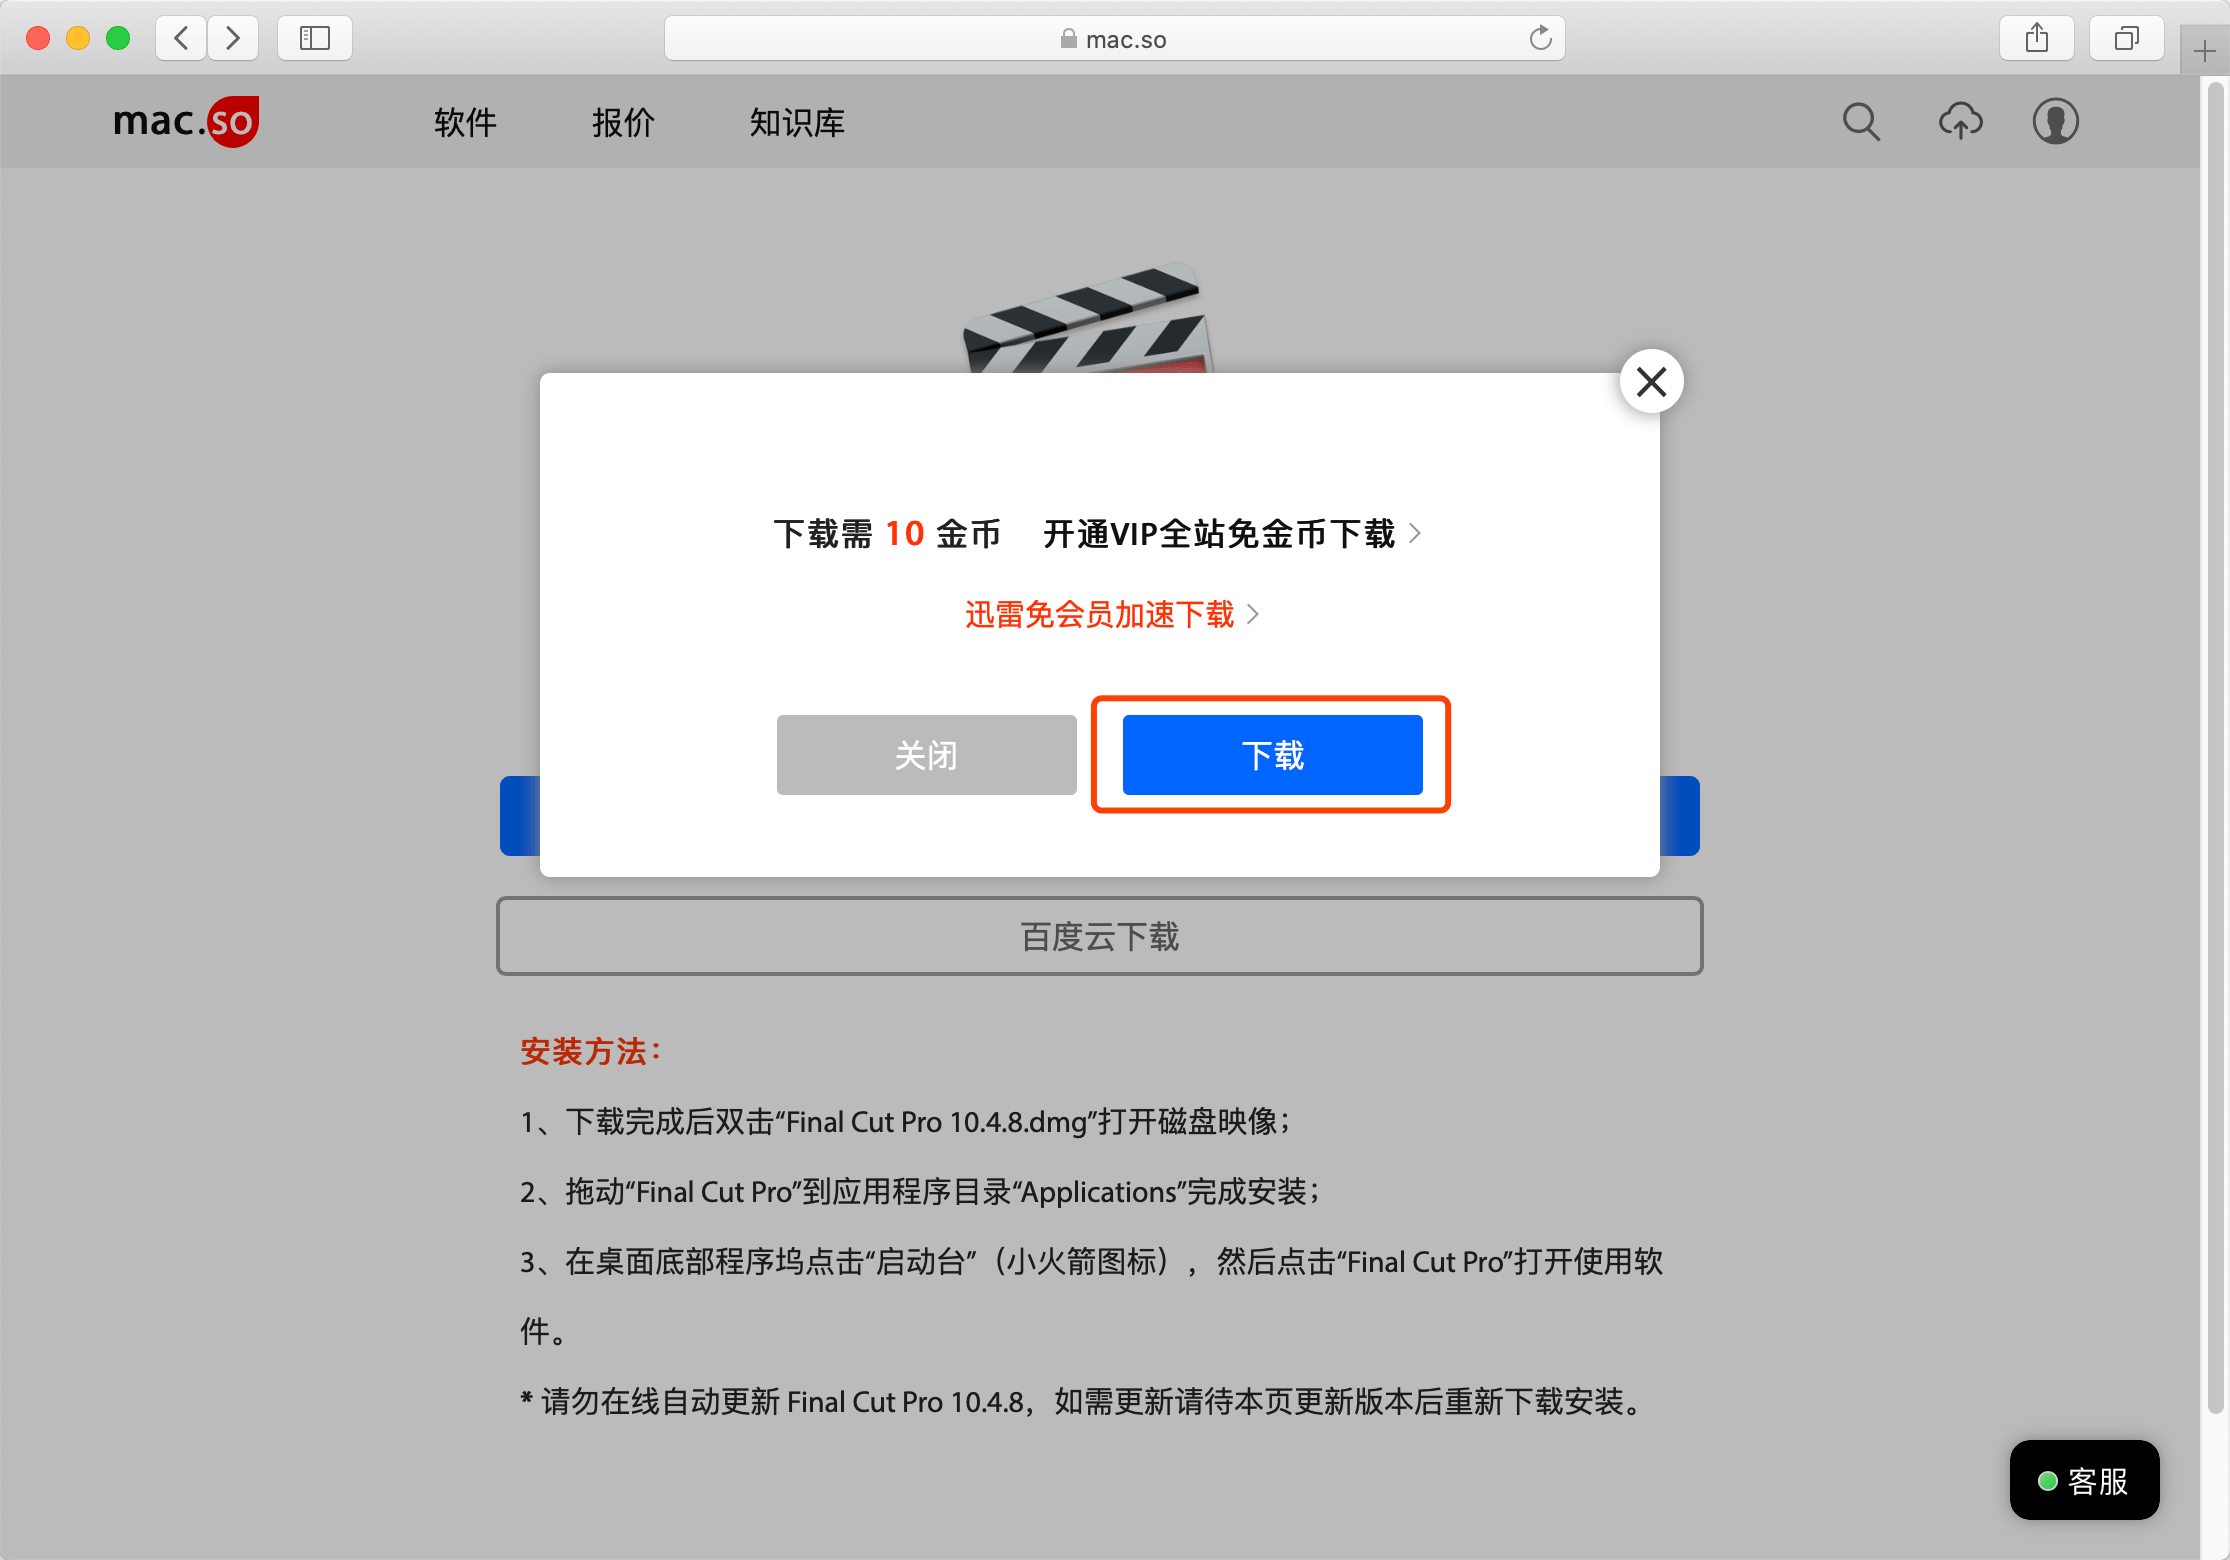 mac.so
mac.so
软件
报价
知识库
下载需 10 金币 开通VIP全站免金币下载
迅雷免会员加速下载
关闭
下载
百度云下载
安装方法：
1、下载完成后双击“Final Cut Pro 10.4.8.dmg”打开磁盘映像；
2、拖动“Final Cut Pro”到应用程序目录“Applications”完成安装；
3、在桌面底部程序坞点击“启动台”（小火箭图标），然后点击“Final Cut Pro”打开使用软
件。
* 请勿在线自动更新 Final Cut Pro 10.4.8，如需更新请待本页更新版本后重新下载安装。
客服